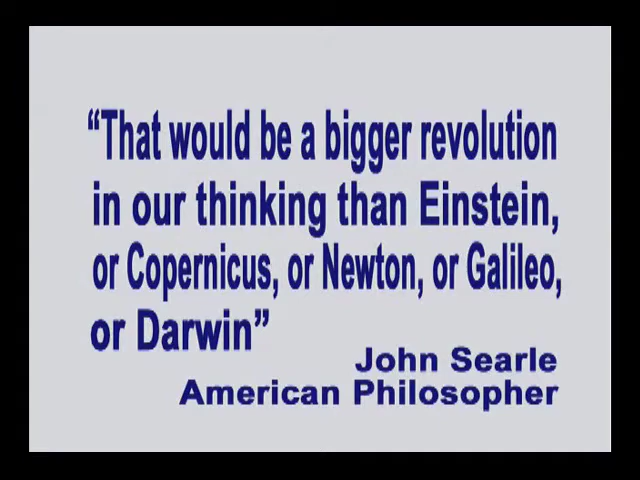 “That would be a bigger revolution
in our thinking than Einstein,
or Copernicus, or Newton, or Galileo,
or Darwin”
John Searle
American Philosopher